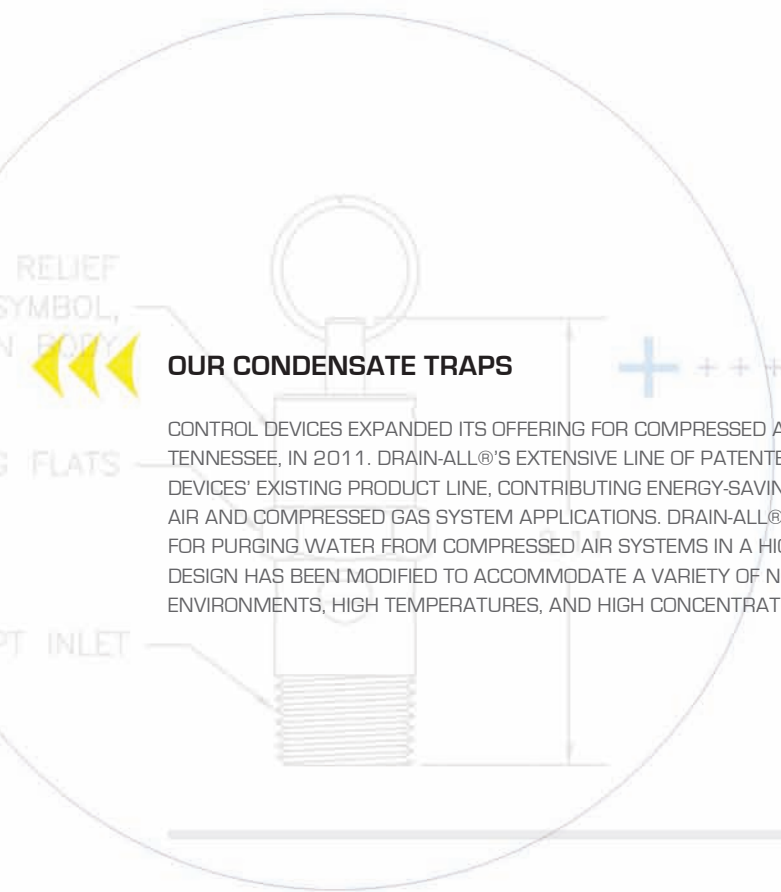 RELIEF
SYMBOL,
BODY
OUR CONDENSATE TRAPS
CONTROL DEVICES EXPANDED ITS OFFERING FOR COMPRESSED A
FLATS
TENNESSEE, IN 2011. DRAIN-ALL®'S EXTENSIVE LINE OF PATENTE
DEVICES' EXISTING PRODUCT LINE, CONTRIBUTING ENERGY-SAVIN
AIR AND COMPRESSED GAS SYSTEM APPLICATIONS. DRAIN-ALL®
FOR PURGING WATER FROM COMPRESSED AIR SYSTEMS IN A HIG
DESIGN HAS BEEN MODIFIED TO ACCOMMODATE A VARIETY OF N
ENVIRONMENTS, HIGH TEMPERATURES, AND HIGH CONCENTRAT
PT INLET